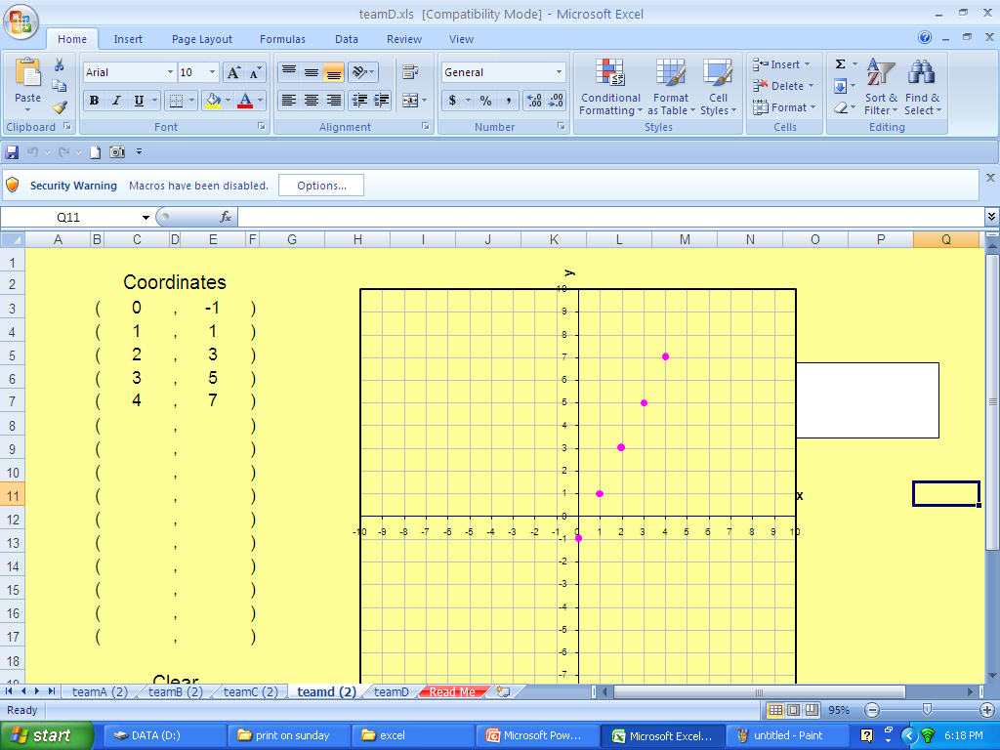 teamD.xls [Compatibility Mode] - Microsoft Excel
Home Insert Page Layout Formulas Data Review View
Paste Arial 10 General Conditional Formatting Format as Table Cell Styles Insert Delete Format Sort & Filter Find & Select
B I U A $ % ,
Clipboard Font Alignment Number Styles Cells Editing
Security Warning Macros have been disabled. Options...
Q11 fx
A B C D E F G H I J K L M N O P Q
1
2 Coordinates y
3 ( 0 , -1 )
4 ( 1 , 1 )
5 ( 2 , 3 )
6 ( 3 , 5 )
7 ( 4 , 7 )
8 ( , )
9 ( , )
10 ( , )
11 ( , ) x
12 ( , )
13 ( , )
14 ( , )
15 ( , )
16 ( , )
17 ( , )
18
19 Clear
10
9
8
7
6
5
4
3
2
1
0
-10 -9 -8 -7 -6 -5 -4 -3 -2 -1 0 1 2 3 4 5 6 7 8 9 10
-1
-2
-3
-4
-5
-6
-7
teamA (2) teamB (2) teamC (2) teamd (2) teamD Read Me
Ready 95%
start DATA (D:) print on sunday excel Microsoft Pow... Microsoft Excel... untitled - Paint 6:18 PM